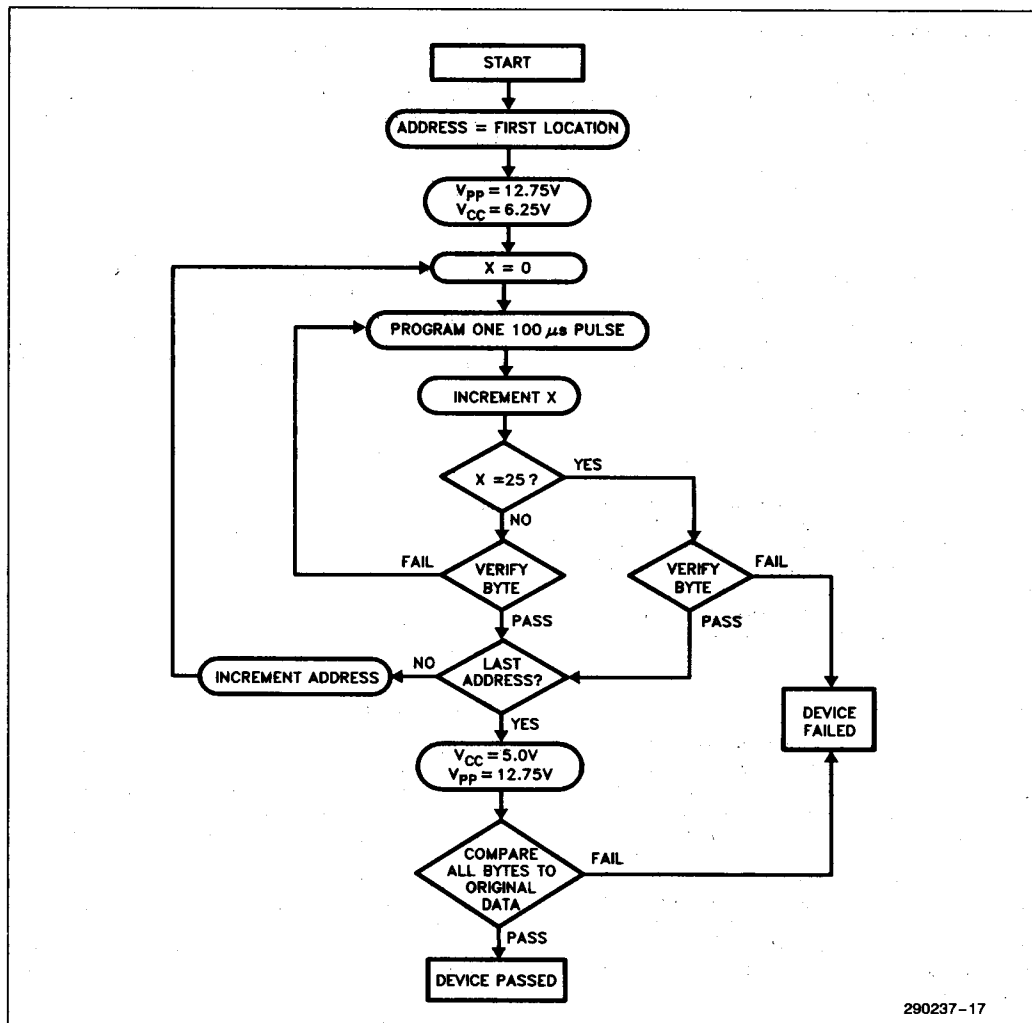 START
ADDRESS = FIRST LOCATION
VPP = 12.75V
VCC = 6.25V
X = 0
PROGRAM ONE 100 μs PULSE
INCREMENT X
X = 25 ?
YES
NO
VERIFY
BYTE
FAIL
PASS
VERIFY
BYTE
FAIL
PASS
LAST
ADDRESS?
NO
INCREMENT ADDRESS
YES
DEVICE
FAILED
VCC = 5.0V
VPP = 12.75V
COMPARE
ALL BYTES TO
ORIGINAL
DATA
FAIL
PASS
DEVICE PASSED
290237-17